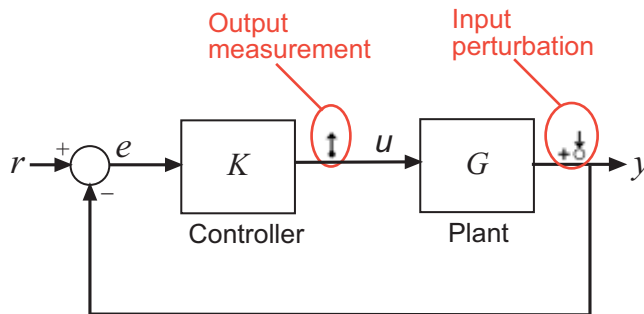 Output
measurement
Input
perturbation
r
+
−
e
K
u
+
G
y
Controller
Plant